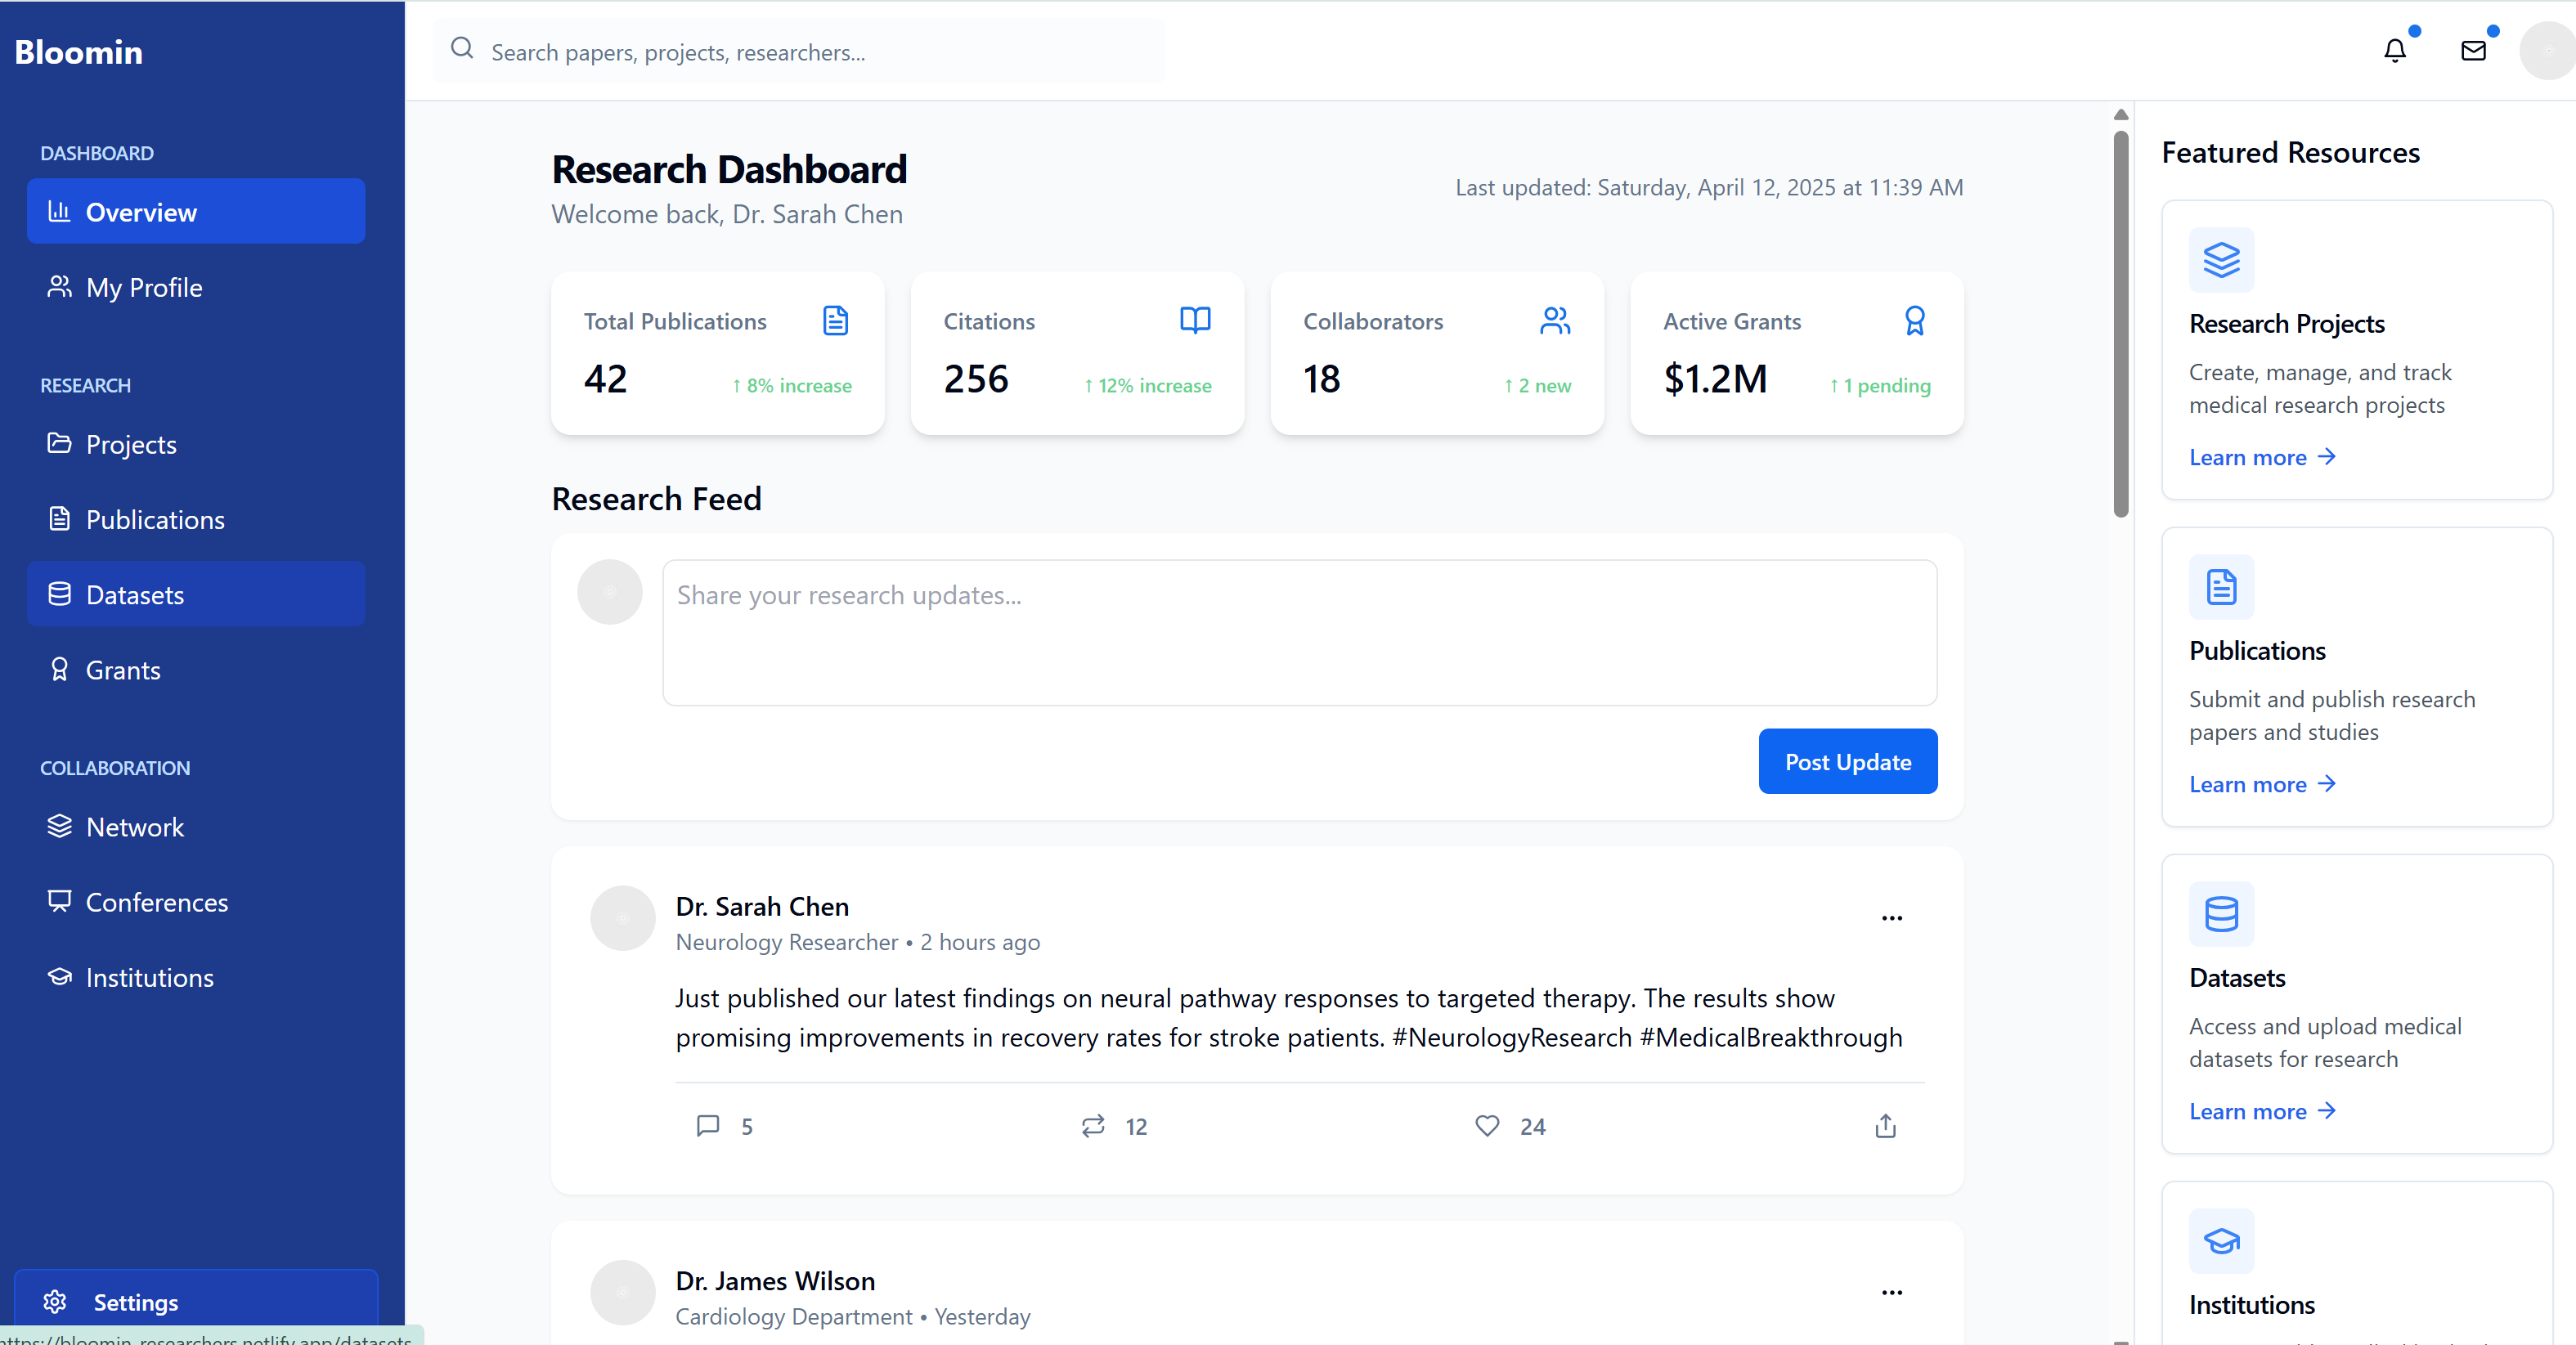 Bloomin
DASHBOARD
Overview
My Profile
RESEARCH
Projects
Publications
Datasets
Grants
COLLABORATION
Network
Conferences
Institutions
Settings
https://bloomin-researchers.netlify.app/datasets
Search papers, projects, researchers...
Research Dashboard
Welcome back, Dr. Sarah Chen
Last updated: Saturday, April 12, 2025 at 11:39 AM
Total Publications
42
↑ 8% increase
Citations
256
↑ 12% increase
Collaborators
18
↑ 2 new
Active Grants
$1.2M
↑ 1 pending
Research Feed
Share your research updates...
Post Update
Dr. Sarah Chen
Neurology Researcher • 2 hours ago
Just published our latest findings on neural pathway responses to targeted therapy. The results show
promising improvements in recovery rates for stroke patients. #NeurologyResearch #MedicalBreakthrough
5
12
24
Dr. James Wilson
Cardiology Department • Yesterday
Featured Resources
Research Projects
Create, manage, and track
medical research projects
Learn more →
Publications
Submit and publish research
papers and studies
Learn more →
Datasets
Access and upload medical
datasets for research
Learn more →
Institutions